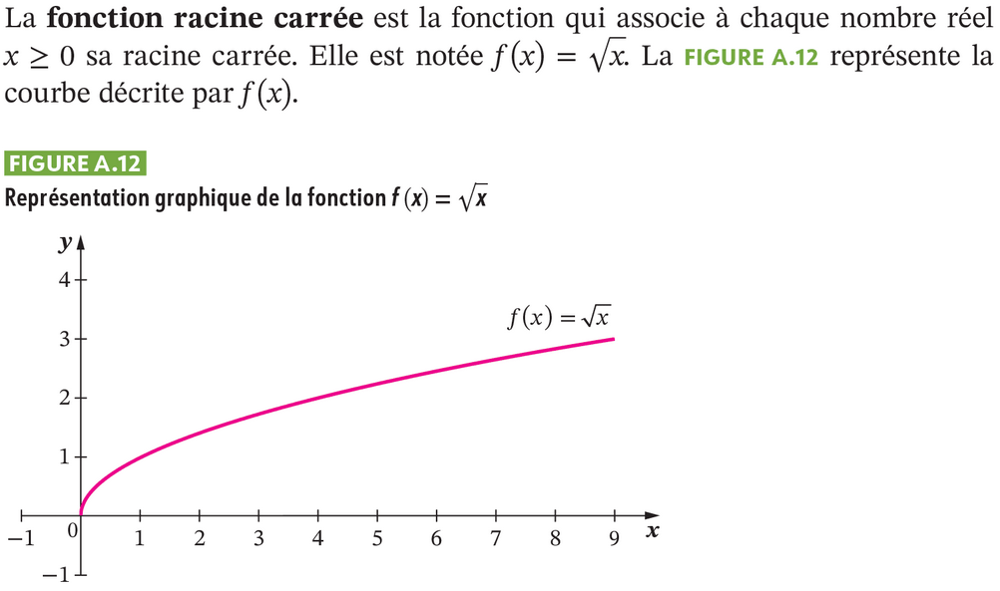 La fonction racine carrée est la fonction qui associe à chaque nombre réel
x ≥ 0 sa racine carrée. Elle est notée f(x) = √x. La FIGURE A.12 représente la
courbe décrite par f(x).
FIGURE A.12
Représentation graphique de la fonction f (x) = √x
y
4
f(x) = √x
3
2
1
−1 0 1 2 3 4 5 6 7 8 9 x
−1